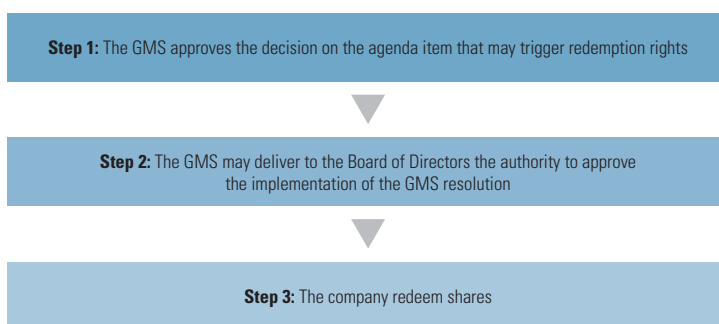 Step 1: The GMS approves the decision on the agenda item that may trigger redemption rights
Step 2: The GMS may deliver to the Board of Directors the authority to approve
the implementation of the GMS resolution
Step 3: The company redeem shares